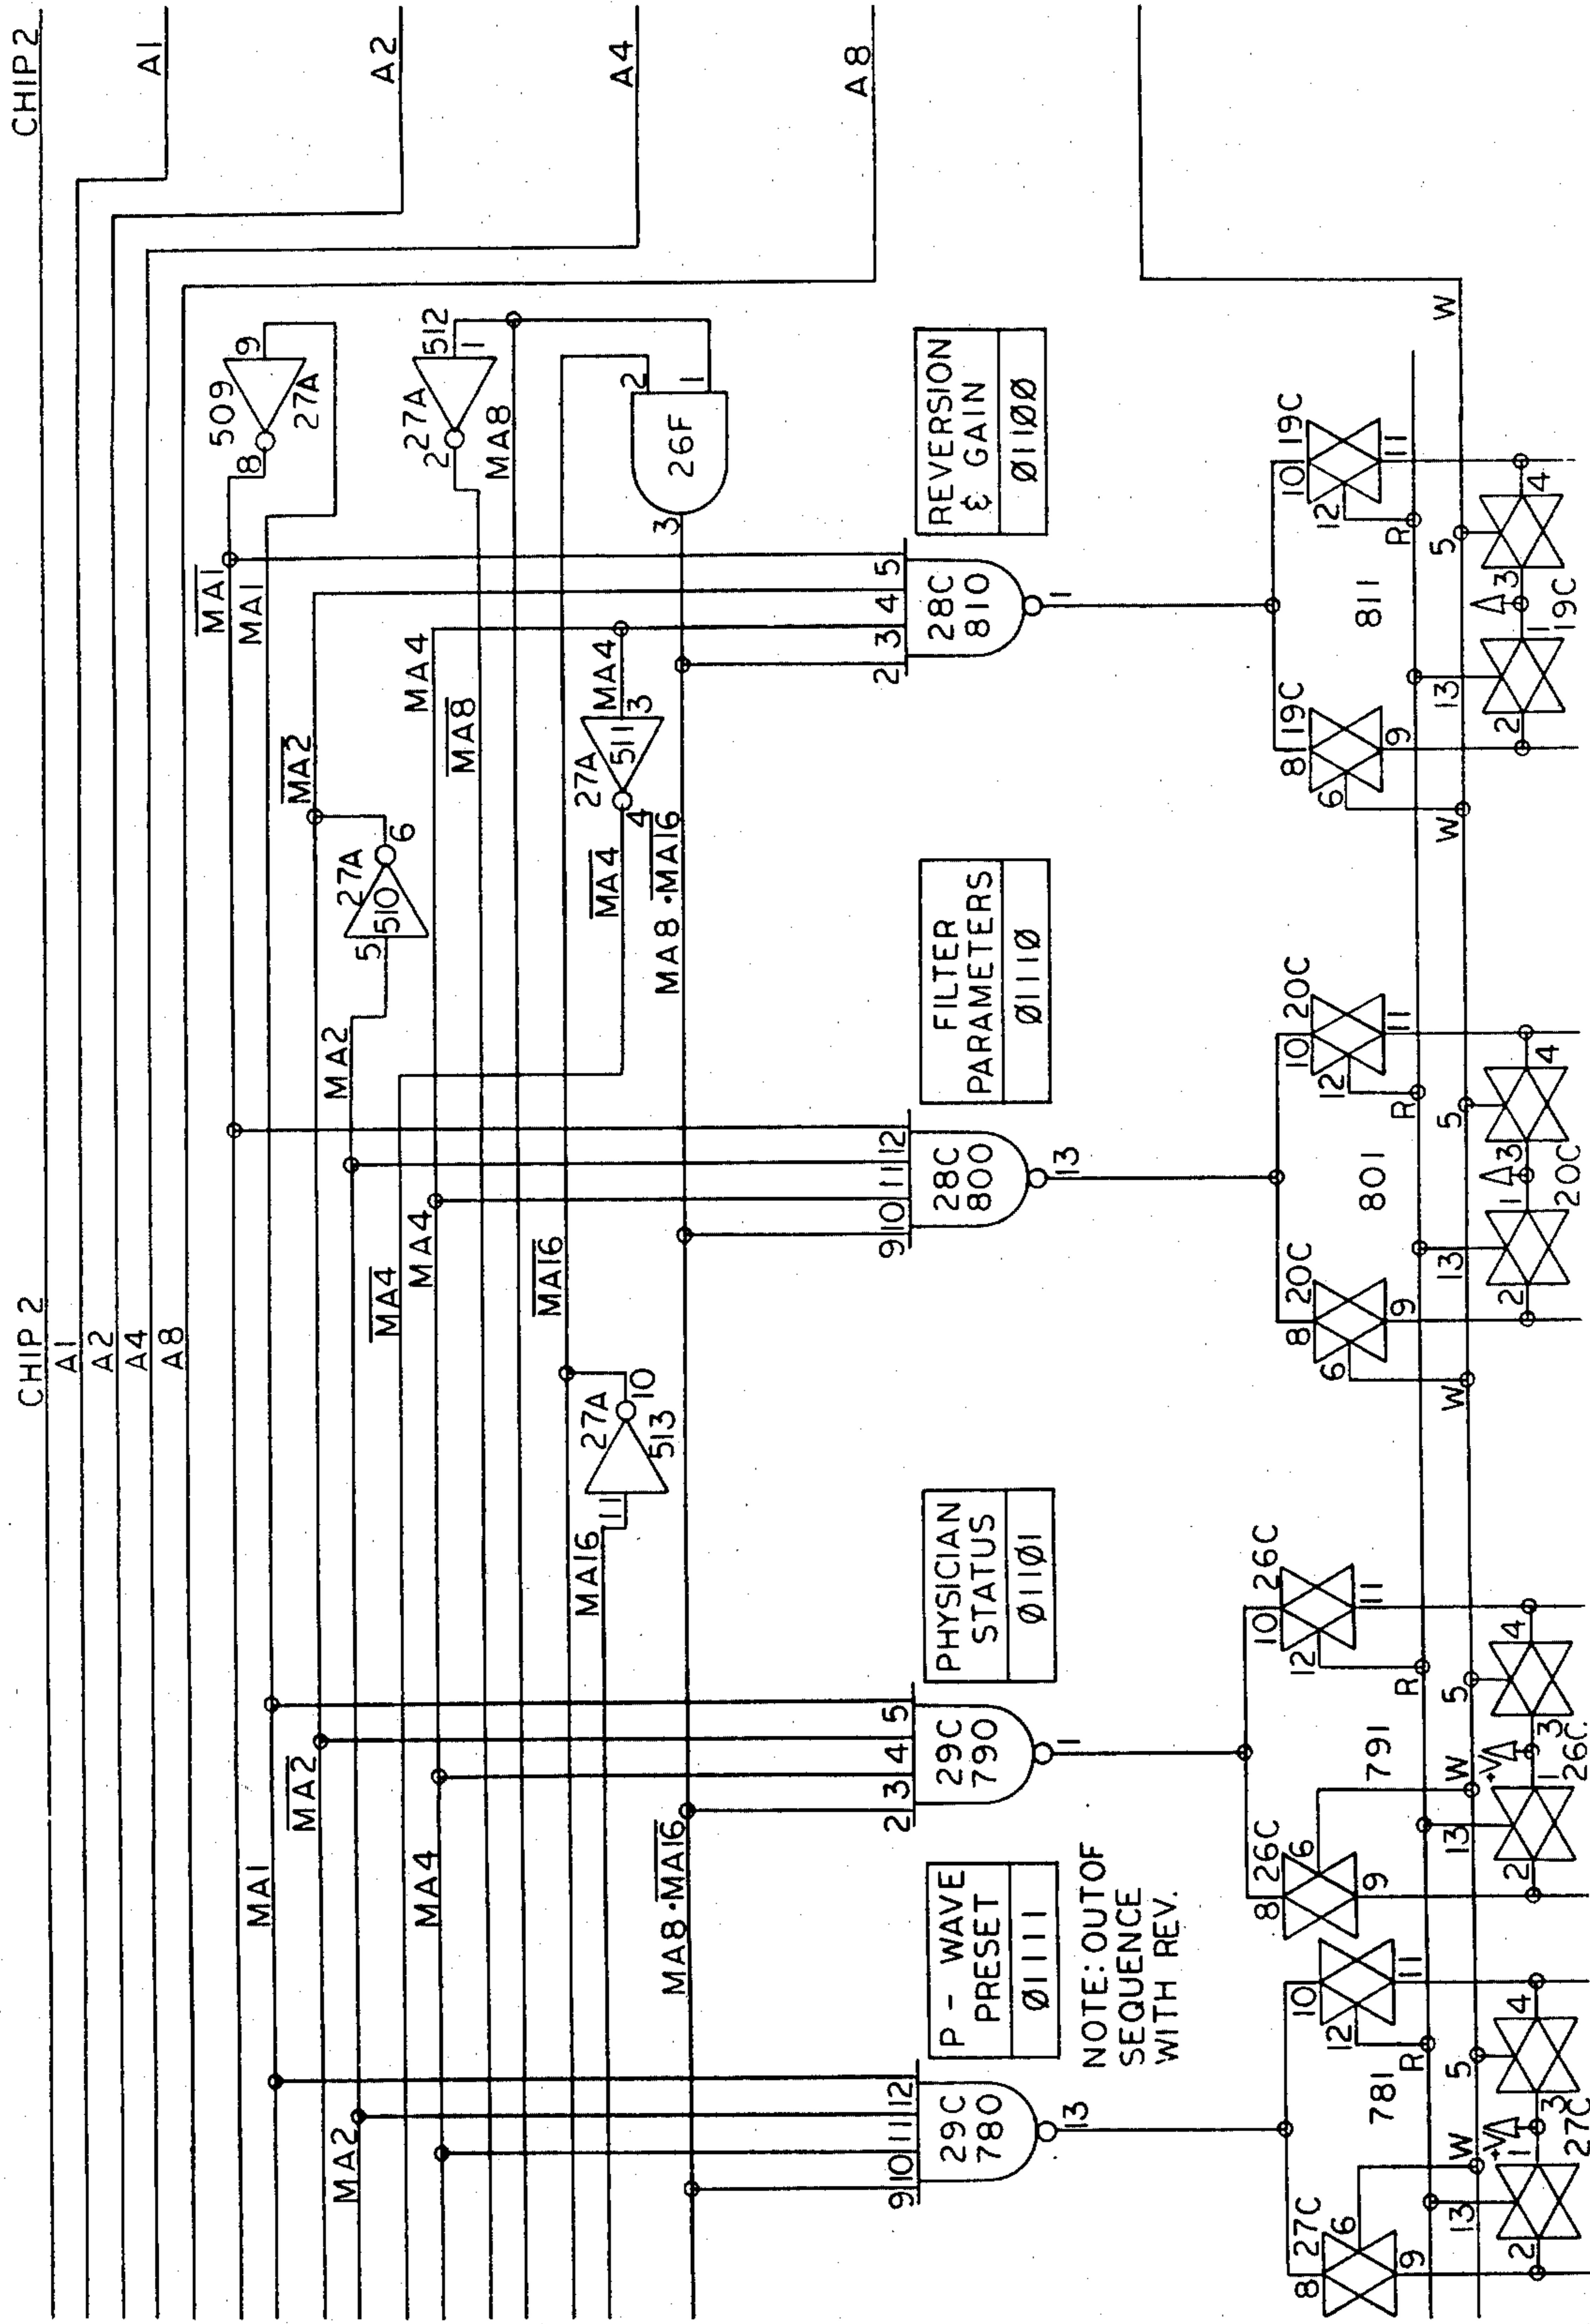 CHIP 2
CHIP 2
A1
A2
A4
A8
A1
A2
A4
A8
509
8
9
27A
MA1
MA1
MA2
27A
510
5
6
MA2
MA4
MA8
2
27A
512
1
MA8
2
1
26F
3
MA4
3
27A
511
4
MA4
MA8·MA16
MA4
MA4
MA16
27A
10
513
11
MA16
MA1
MA2
MA4
MA8·MA16
MA2
9 10 11 12
29C
780
13
P - WAVE
PRESET
Ø1111
NOTE: OUT OF
SEQUENCE
WITH REV.
2 3 4 5
29C
790
1
PHYSICIAN
STATUS
Ø11Ø1
9 10 11 12
28C
800
13
FILTER
PARAMETERS
Ø111Ø
2 3 4 5
28C
810
1
REVERSION
& GAIN
Ø11ØØ
8
27C
6
9
10
12
11
781
R
W
13
5
+V
2
1
3
4
27C
8
26C
6
9
10
26C
12
11
791
R
W
13
5
+V
2
1
3
4
26C.
8
20C
6
9
10
20C
12
11
801
R
W
13
5
2
1
3
4
20C
8
19C
6
9
10
19C
12
11
811
R
W
W
13
5
2
1
3
4
19C